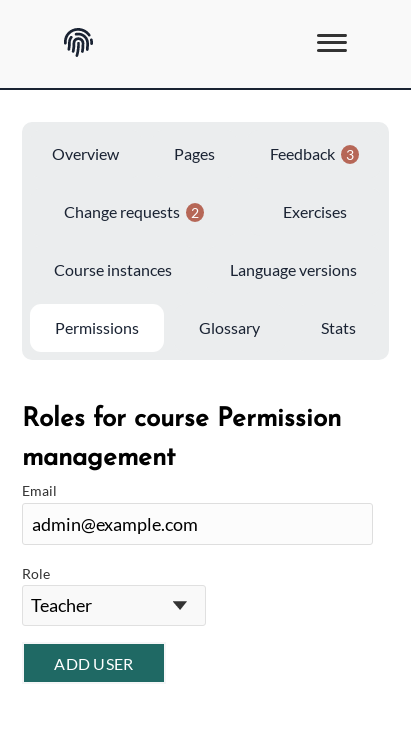 Overview Pages Feedback 3
Change requests 2 Exercises
Course instances Language versions
Permissions Glossary Stats
Roles for course Permission
management
Email
admin@example.com
Role
Teacher
ADD USER